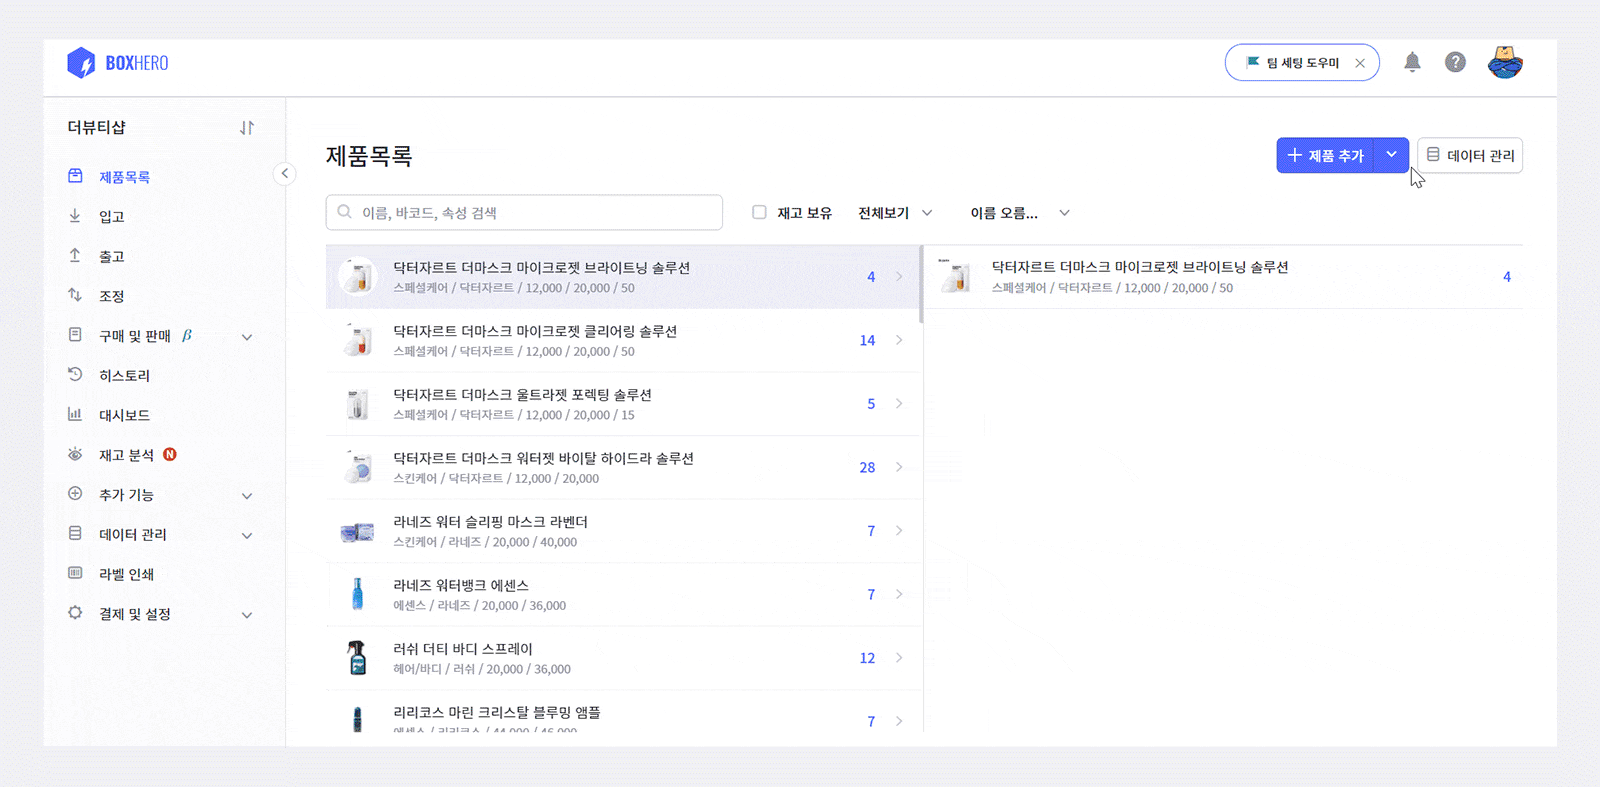 BOXHERO
팀 세팅 도우미
더뷰티샵
제품목록
입고
출고
조정
구매 및 판매 β
히스토리
대시보드
재고 분석 N
추가 기능
데이터 관리
라벨 인쇄
결제 및 설정
제품목록
제품 추가
데이터 관리
이름, 바코드, 속성 검색
재고 보유
전체보기
이름 오름...
닥터자르트 더마스크 마이크로젯 브라이트닝 솔루션
스페셜케어 / 닥터자르트 / 12,000 / 20,000 / 50
4
닥터자르트 더마스크 마이크로젯 클리어링 솔루션
스페셜케어 / 닥터자르트 / 12,000 / 20,000 / 50
14
닥터자르트 더마스크 울트라젯 포렉팅 솔루션
스페셜케어 / 닥터자르트 / 12,000 / 20,000 / 15
5
닥터자르트 더마스크 워터젯 바이탈 하이드라 솔루션
스킨케어 / 닥터자르트 / 12,000 / 20,000
28
라네즈 워터 슬리핑 마스크 라벤더
스킨케어 / 라네즈 / 20,000 / 40,000
7
라네즈 워터뱅크 에센스
에센스 / 라네즈 / 20,000 / 36,000
7
러쉬 더티 바디 스프레이
헤어/바디 / 러쉬 / 20,000 / 36,000
12
리리코스 마린 크리스탈 블루밍 앰플
에센스 / 리리코스 / 44,000 / 46,000
7
닥터자르트 더마스크 마이크로젯 브라이트닝 솔루션
스페셜케어 / 닥터자르트 / 12,000 / 20,000 / 50
4